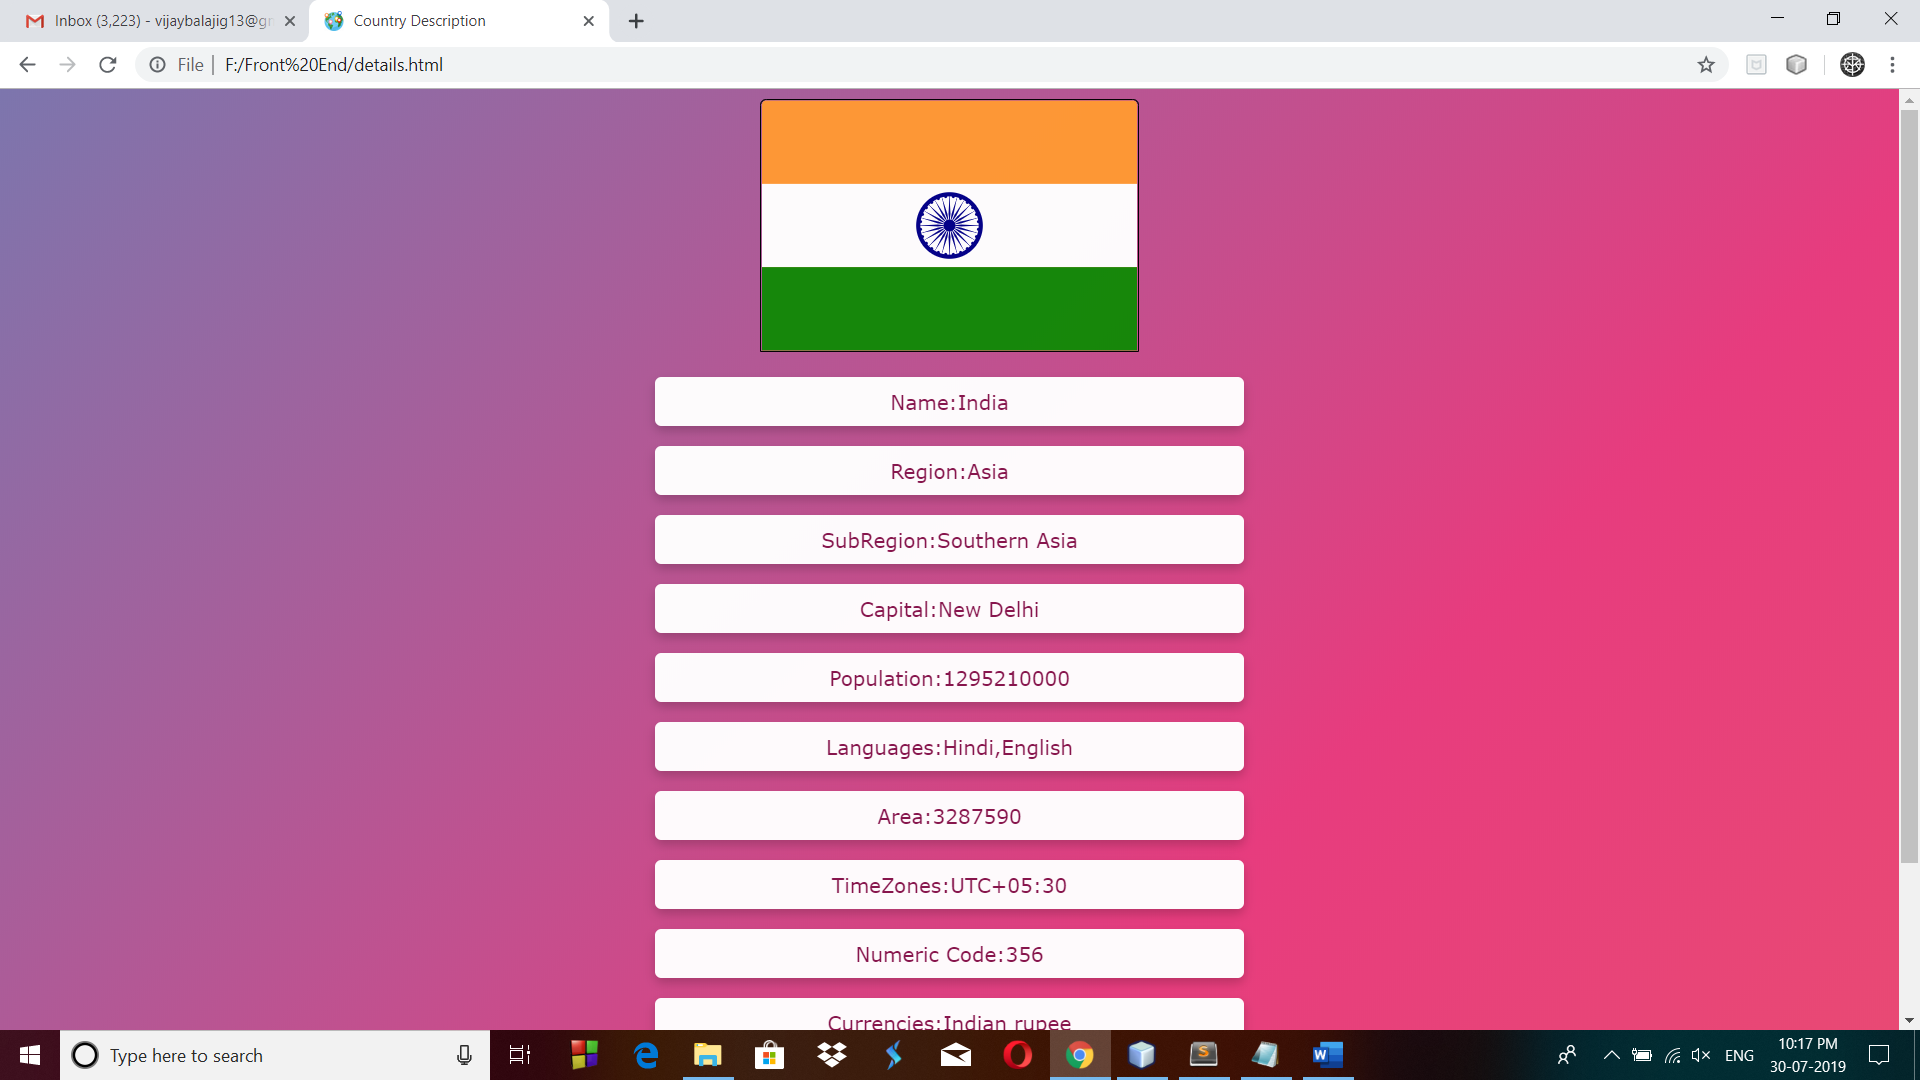 Inbox (3,223) - vijaybalajig13@gr
Country Description
File
F:/Front%20End/details.html
Name:India
Region:Asia
SubRegion:Southern Asia
Capital:New Delhi
Population:1295210000
Languages:Hindi,English
Area:3287590
TimeZones:UTC+05:30
Numeric Code:356
Currencies:Indian rupee
Type here to search
ENG
10:17 PM
30-07-2019